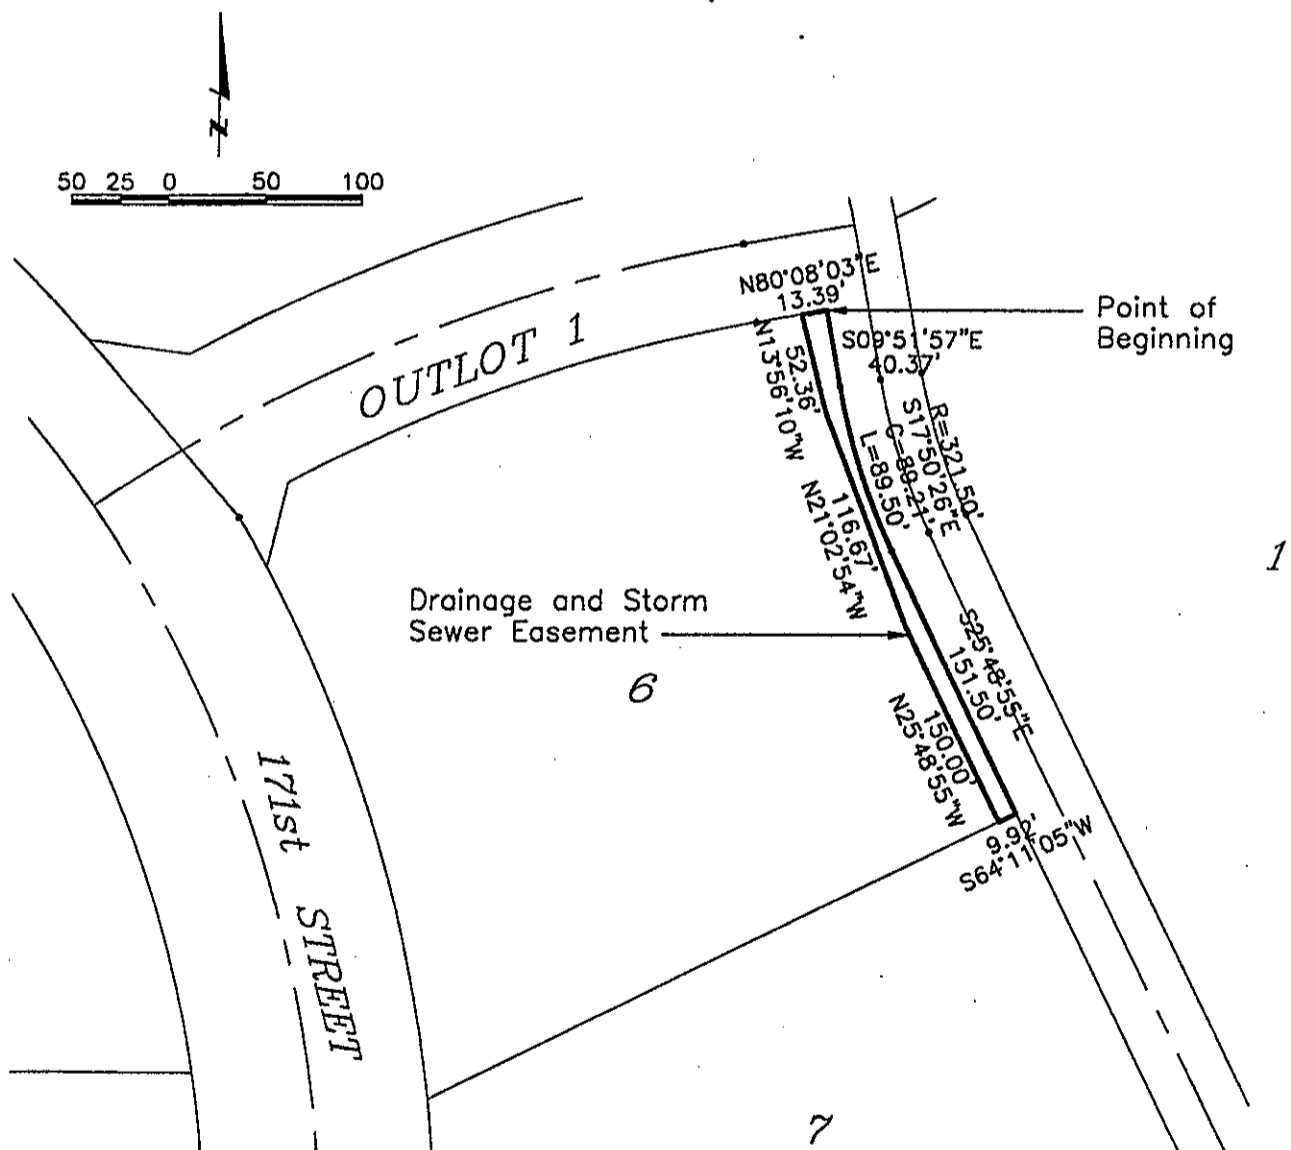 N
50 25 0 50 100
N80°08'03"E
13.39'
Point of
Beginning
S09°51'57"E
40.37'
OUTLOT 1
52.36'
N13°56'10"W
R=321.50'
S17°50'26"E
C=89.21'
L=89.50'
116.67'
N21°02'54"W
1
Drainage and Storm
Sewer Easement
6
S25°48'55"E
151.50'
150.00'
N25°48'55"W
9.92'
S64°11'05"W
171st STREET
7